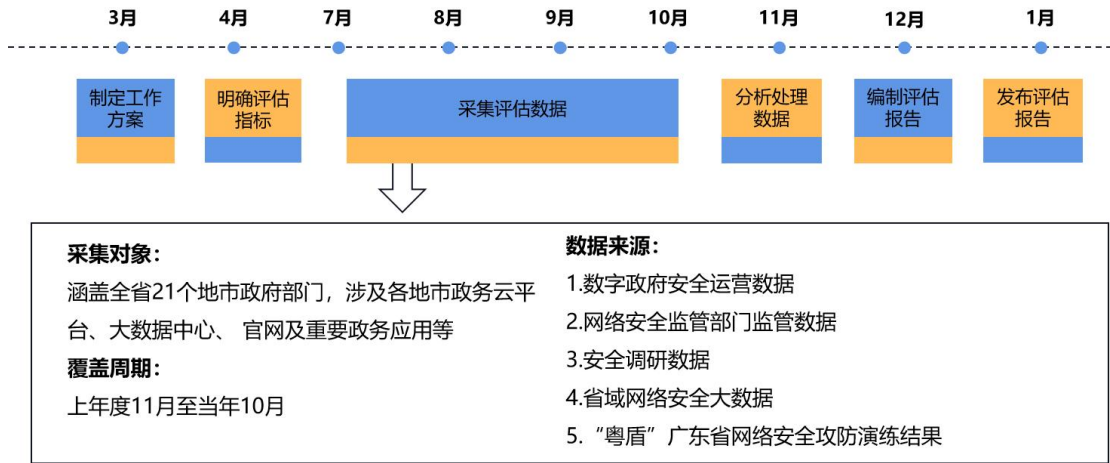 3月 4月 7月 8月 9月 10月 11月 12月 1月
制定工作
方案
明确评估
指标
采集评估数据
分析处理
数据
编制评估
报告
发布评估
报告
采集对象:
涵盖全省21个地市政府部门，涉及各地市政务云平
台、大数据中心、 官网及重要政务应用等
覆盖周期:
上年度11月至当年10月
数据来源:
1.数字政府安全运营数据
2.网络安全监管部门监管数据
3.安全调研数据
4.省域网络安全大数据
5.“粤盾”广东省网络安全攻防演练结果